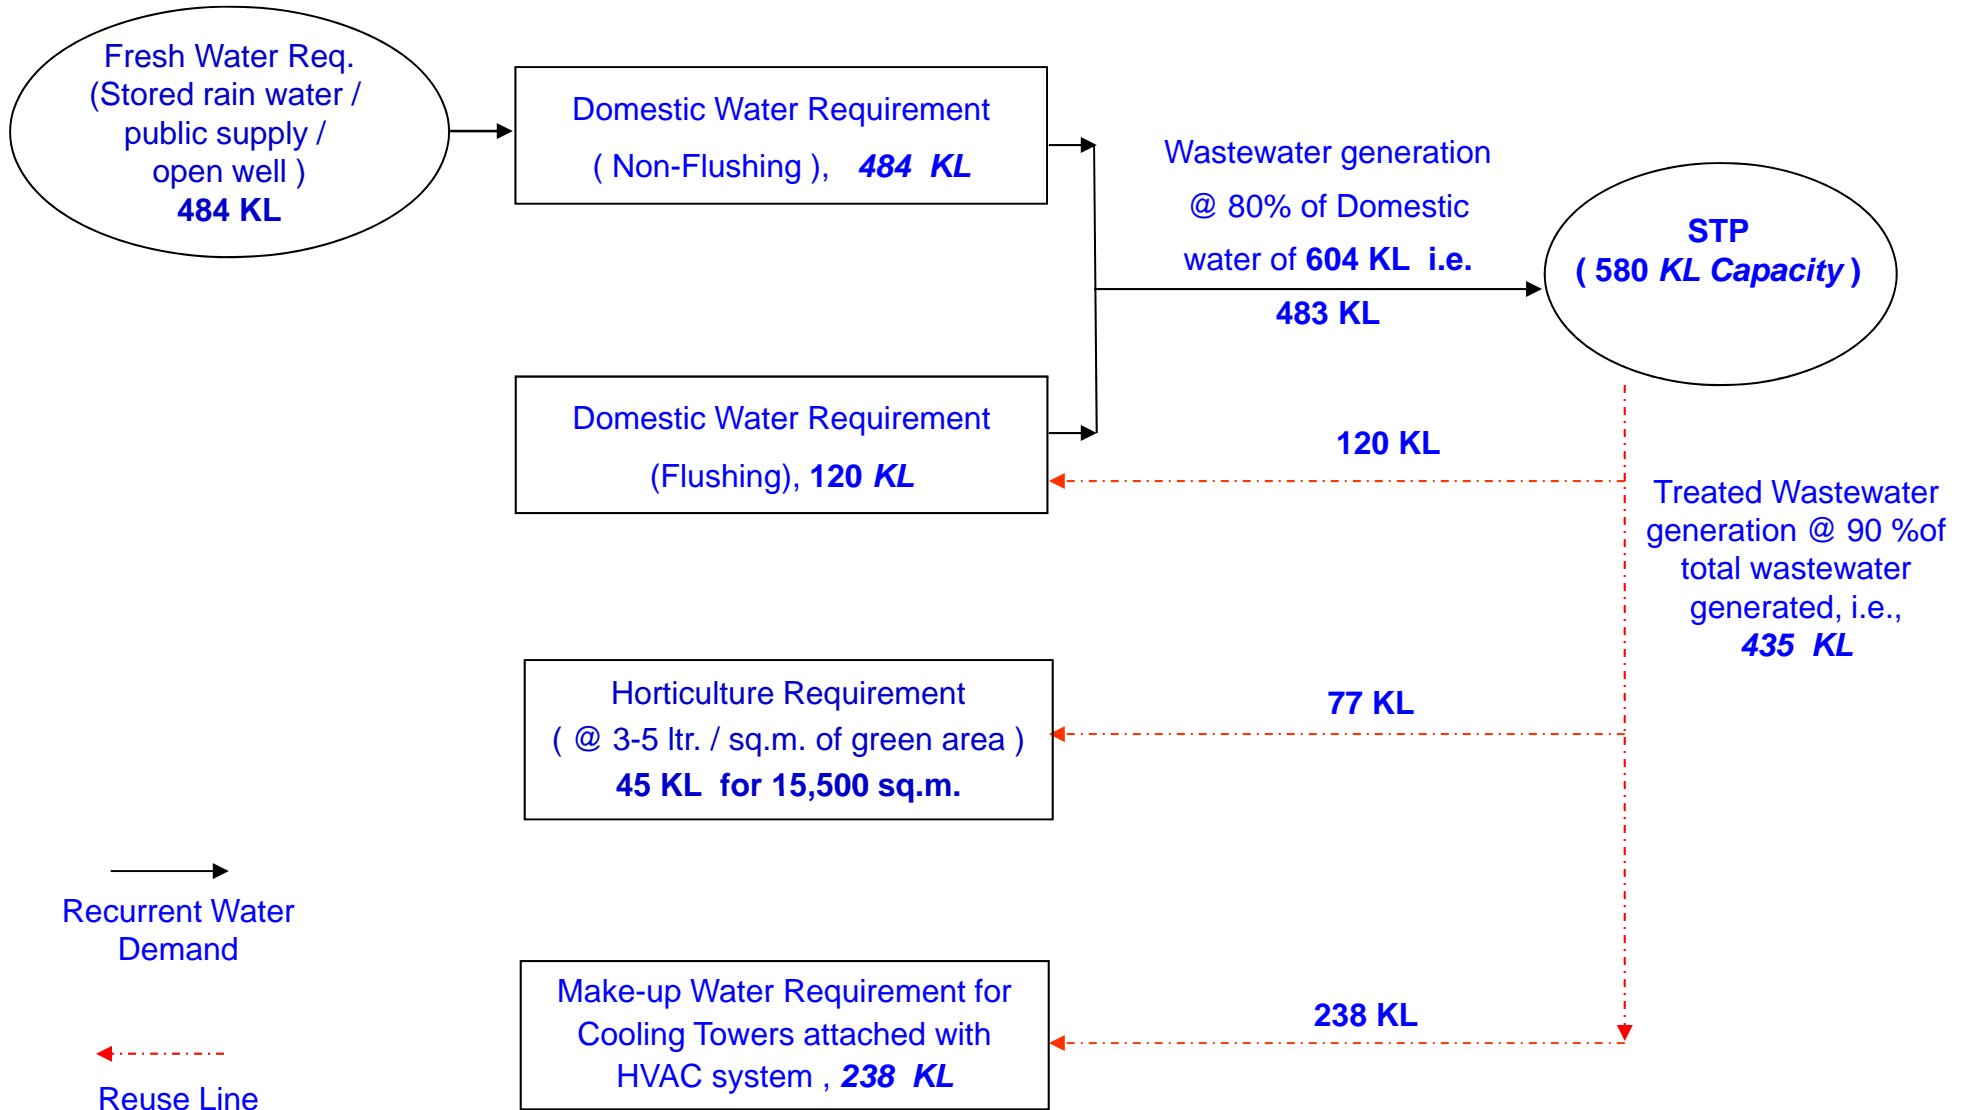 Fresh Water Req.
(Stored rain water /
public supply /
open well )
484 KL
Domestic Water Requirement
( Non-Flushing ), 484 KL
Wastewater generation
@ 80% of Domestic
water of 604 KL i.e.
483 KL
STP
( 580 KL Capacity )
Domestic Water Requirement
(Flushing), 120 KL
120 KL
Treated Wastewater
generation @ 90 %of
total wastewater
generated, i.e.,
435 KL
Horticulture Requirement
( @ 3-5 ltr. / sq.m. of green area )
45 KL for 15,500 sq.m.
77 KL
Recurrent Water
Demand
Make-up Water Requirement for
Cooling Towers attached with
HVAC system , 238 KL
238 KL
Reuse Line